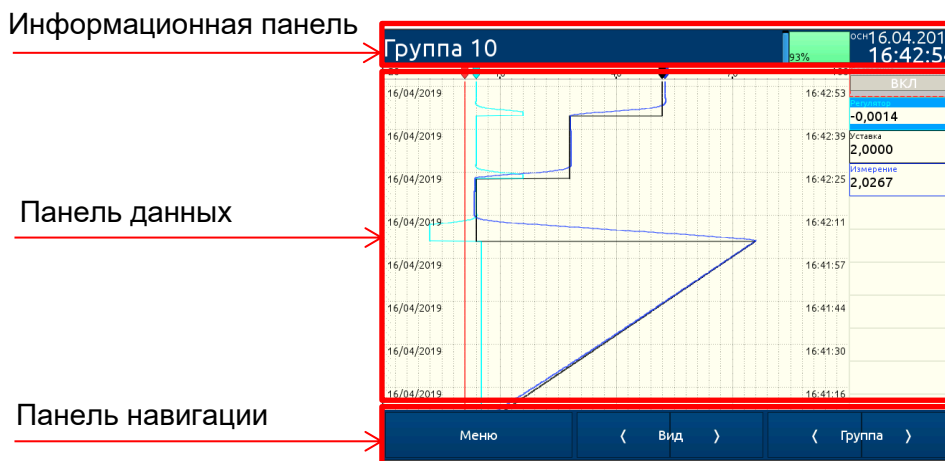 Информационная панель
Группа 10
93%
осн16.04.201
16:42:5
16/04/2019
16:42:53
ВКЛ
Регулятор
-0,0014
16/04/2019
16:42:39
Уставка
2,0000
16/04/2019
16:42:25
Измерение
2,0267
Панель данных
16/04/2019
16:42:11
16/04/2019
16:41:57
16/04/2019
16:41:44
16/04/2019
16:41:30
16/04/2019
16:41:16
Панель навигации
Меню
〈 Вид 〉
〈 Группа 〉